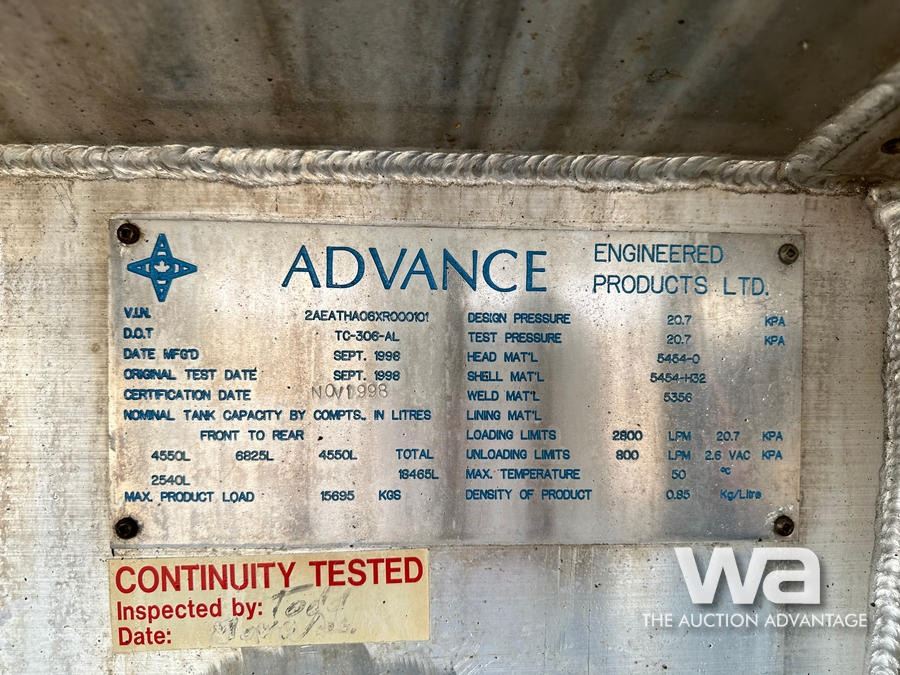 ADVANCE ENGINEERED PRODUCTS LTD.
V.I.N. 2AEATHA06XR000101
D.O.T TC-306-AL
DATE MFG'D SEPT. 1998
ORIGINAL TEST DATE SEPT. 1998
CERTIFICATION DATE NOV1998
NOMINAL TANK CAPACITY BY COMPTS., IN LITRES
FRONT TO REAR
4550L 6825L 4550L TOTAL
2540L 18465L
MAX. PRODUCT LOAD 15695 KGS
DESIGN PRESSURE 20.7 KPA
TEST PRESSURE 20.7 KPA
HEAD MAT'L 5454-O
SHELL MAT'L 5454-H32
WELD MAT'L 5356
LINING MAT'L
LOADING LIMITS 2800 LPM 20.7 KPA
UNLOADING LIMITS 800 LPM 2.6 VAC KPA
MAX. TEMPERATURE 50 °C
DENSITY OF PRODUCT 0.85 Kg/Litre
CONTINUITY TESTED
Inspected by: Todd
Date:
wa
THE AUCTION ADVANTAGE